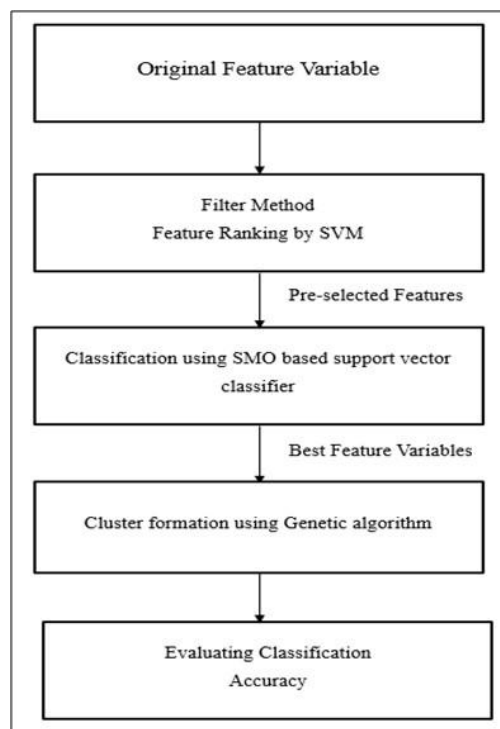 Original Feature Variable
Filter Method
Feature Ranking by SVM
Pre-selected Features
Classification using SMO based support vector
classifier
Best Feature Variables
Cluster formation using Genetic algorithm
Evaluating Classification
Accuracy